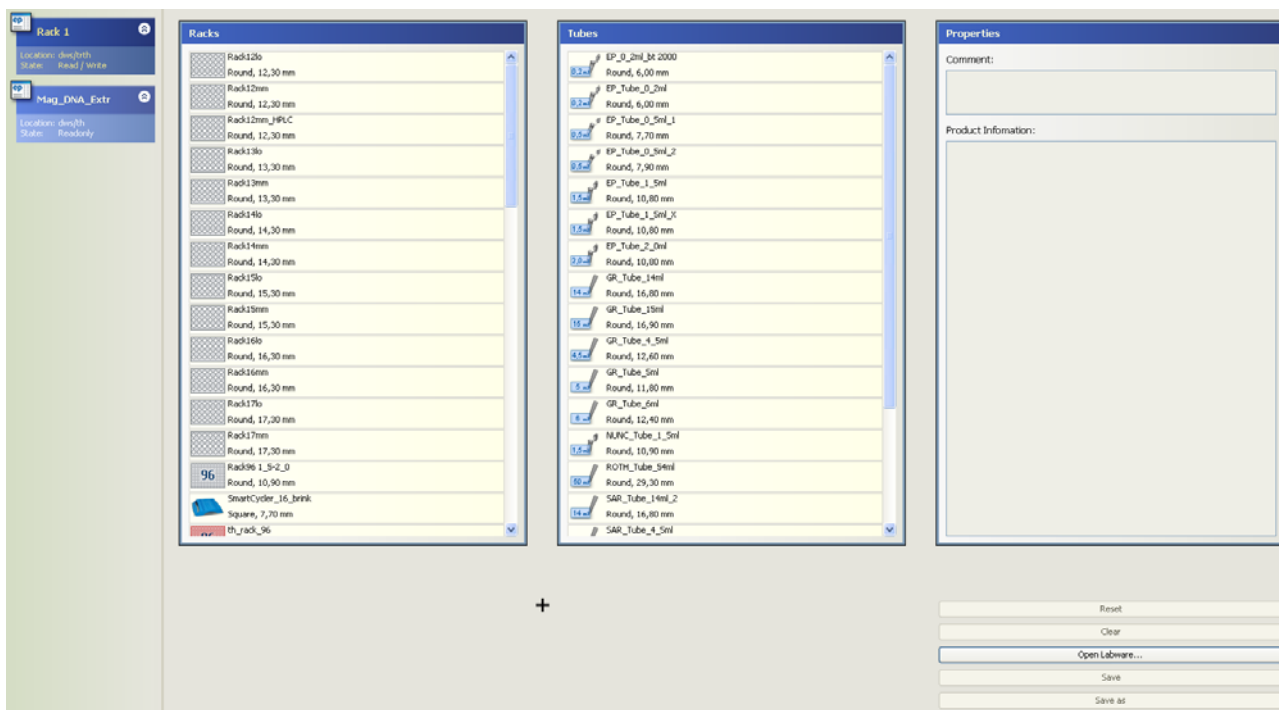 Rack 1
Location: dws/trth
State: Read / Write
Mag_DNA_Extr
Location: dws/th
State: Readonly
Racks
Rack12lo
Round, 12,30 mm
Rack12mm
Round, 12,30 mm
Rack12mm_HPLC
Round, 12,30 mm
Rack13lo
Round, 13,30 mm
Rack13mm
Round, 13,30 mm
Rack14lo
Round, 14,30 mm
Rack14mm
Round, 14,30 mm
Rack15lo
Round, 15,30 mm
Rack15mm
Round, 15,30 mm
Rack16lo
Round, 16,30 mm
Rack16mm
Round, 16,30 mm
Rack17lo
Round, 17,30 mm
Rack17mm
Round, 17,30 mm
96
Rack96 1_5-2_0
Round, 10,90 mm
SmartCycler_16_brink
Square, 7,70 mm
th_rack_96
Tubes
EP_0_2ml_bt 2000
Round, 6,00 mm
EP_Tube_0_2ml
Round, 6,00 mm
EP_Tube_0_5ml_1
Round, 7,70 mm
EP_Tube_0_5ml_2
Round, 7,90 mm
EP_Tube_1_5ml
Round, 10,80 mm
EP_Tube_1_5ml_X
Round, 10,80 mm
EP_Tube_2_0ml
Round, 10,80 mm
GR_Tube_14ml
Round, 16,80 mm
GR_Tube_15ml
Round, 16,90 mm
GR_Tube_4_5ml
Round, 12,60 mm
GR_Tube_5ml
Round, 11,80 mm
GR_Tube_6ml
Round, 12,40 mm
NUNC_Tube_1_5ml
Round, 10,90 mm
ROTH_Tube_54ml
Round, 29,30 mm
SAR_Tube_14ml_2
Round, 16,80 mm
SAR_Tube_4_5ml
Properties
Comment:
Product Infomation:
Reset
Clear
Open Labware...
Save
Save as